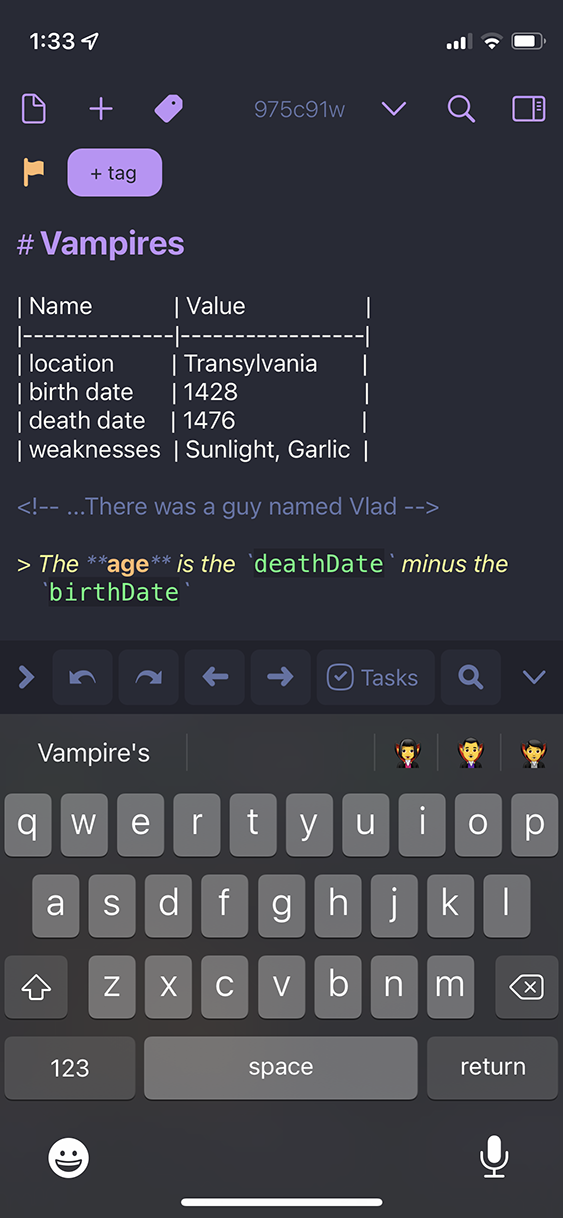 1:33
975c91w
+ tag
# Vampires
| Name | Value |
|--------------|-----------------|
| location | Transylvania |
| birth date | 1428 |
| death date | 1476 |
| weaknesses | Sunlight, Garlic |
<!-- ...There was a guy named Vlad -->
> The **age** is the `deathDate` minus the
`birthDate`
Tasks
Vampire's
q w e r t y u i o p
a s d f g h j k l
z x c v b n m
123 space return